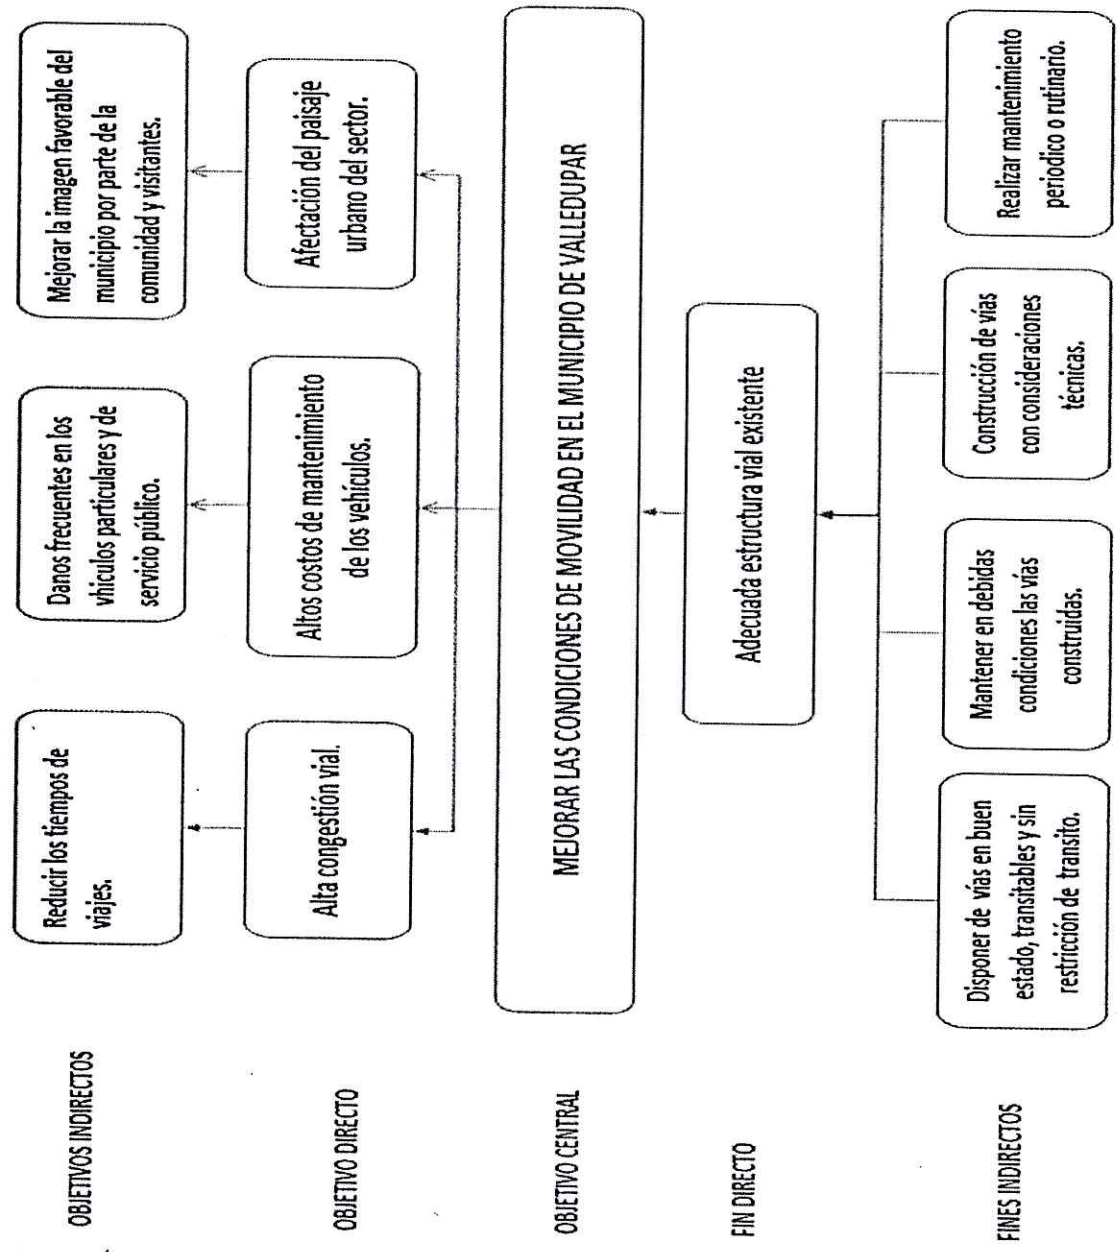 OBJETIVOS INDIRECTOS
Reducir los tiempos de
viajes.
Danos frecuentes en los
vhiculos particulares y de
servicio público.
Mejorar la imagen favorable del
municipio por parte de la
comunidad y visitantes.
OBJETIVO DIRECTO
Alta congestión vial.
Altos costos de mantenimiento
de los vehículos.
Afectación del paisaje
urbano del sector.
OBJETIVO CENTRAL
MEJORAR LAS CONDICIONES DE MOVILIDAD EN EL MUNICIPIO DE VALLEDUPAR
FIN DIRECTO
Adecuada estructura vial existente
FINES INDIRECTOS
Disponer de vías en buen
estado, transitables y sin
restricción de transito.
Mantener en debidas
condiciones las vías
construidas.
Construcción de vías
con consideraciones
técnicas.
Realizar mantenimiento
periodico o rutinario.